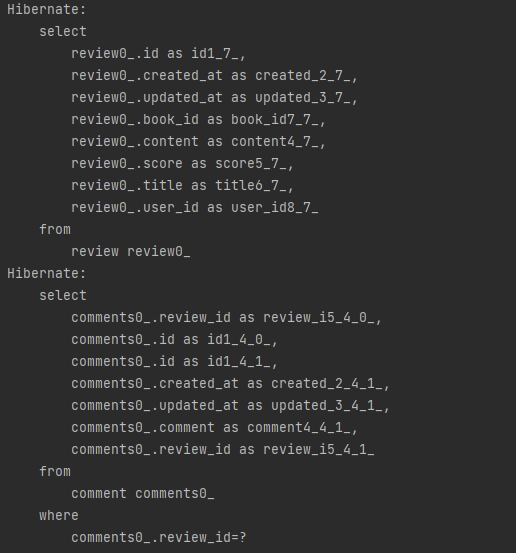 Hibernate:
    select
        review0_.id as id1_7_,
        review0_.created_at as created_2_7_,
        review0_.updated_at as updated_3_7_,
        review0_.book_id as book_id7_7_,
        review0_.content as content4_7_,
        review0_.score as score5_7_,
        review0_.title as title6_7_,
        review0_.user_id as user_id8_7_
    from
        review review0_
Hibernate:
    select
        comments0_.review_id as review_i5_4_0_,
        comments0_.id as id1_4_0_,
        comments0_.id as id1_4_1_,
        comments0_.created_at as created_2_4_1_,
        comments0_.updated_at as updated_3_4_1_,
        comments0_.comment as comment4_4_1_,
        comments0_.review_id as review_i5_4_1_
    from
        comment comments0_
    where
        comments0_.review_id=?